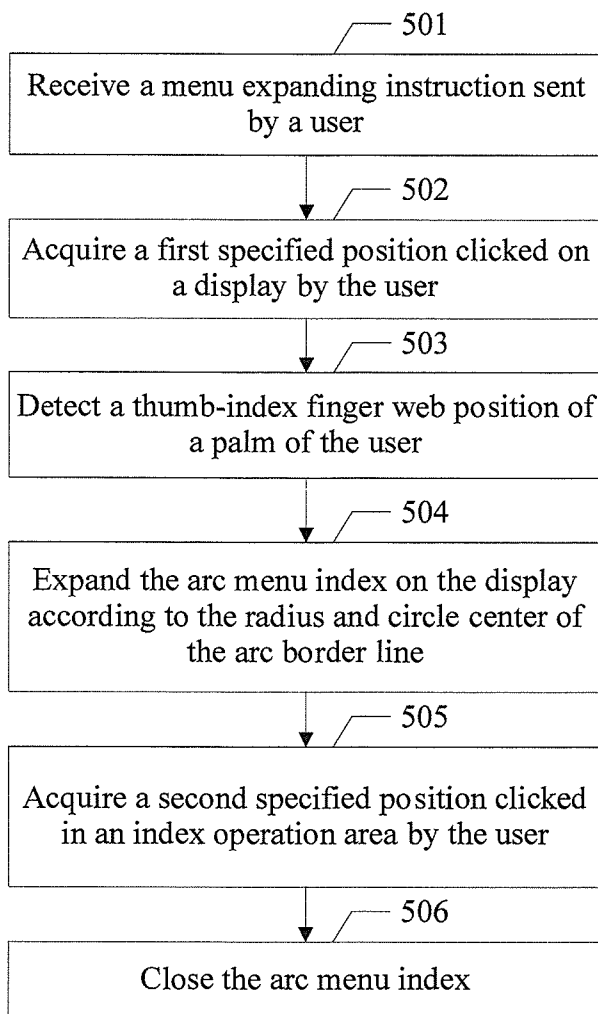 501
Receive a menu expanding instruction sent
by a user
502
Acquire a first specified position clicked on
a display by the user
503
Detect a thumb-index finger web position of
a palm of the user
504
Expand the arc menu index on the display
according to the radius and circle center of
the arc border line
505
Acquire a second specified position clicked
in an index operation area by the user
506
Close the arc menu index